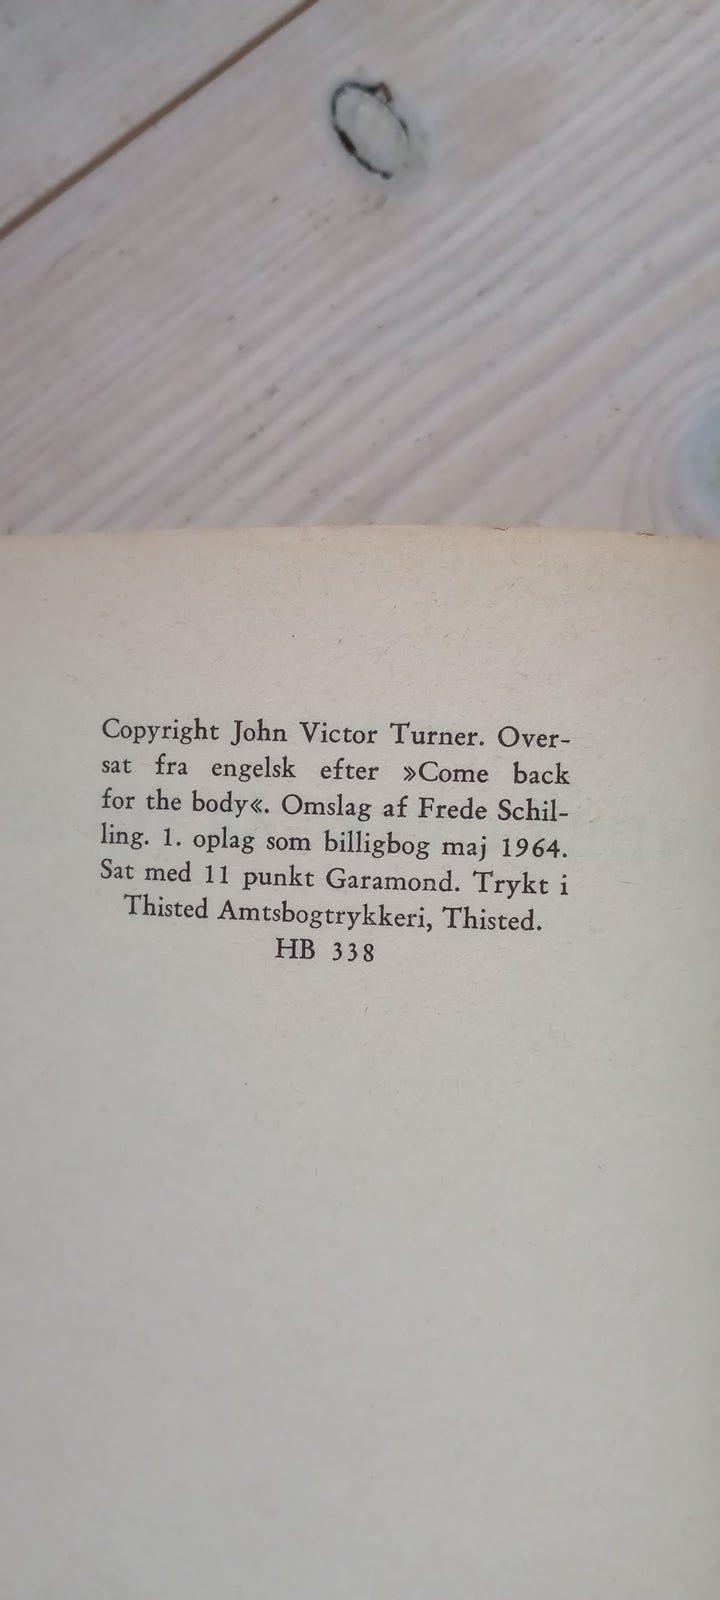 Copyright John Victor Turner. Over-
sat fra engelsk efter »Come back
for the body«. Omslag af Frede Schil-
ling. 1. oplag som billigbog maj 1964.
Sat med 11 punkt Garamond. Trykt i
Thisted Amtsbogtrykkeri, Thisted.
HB 338